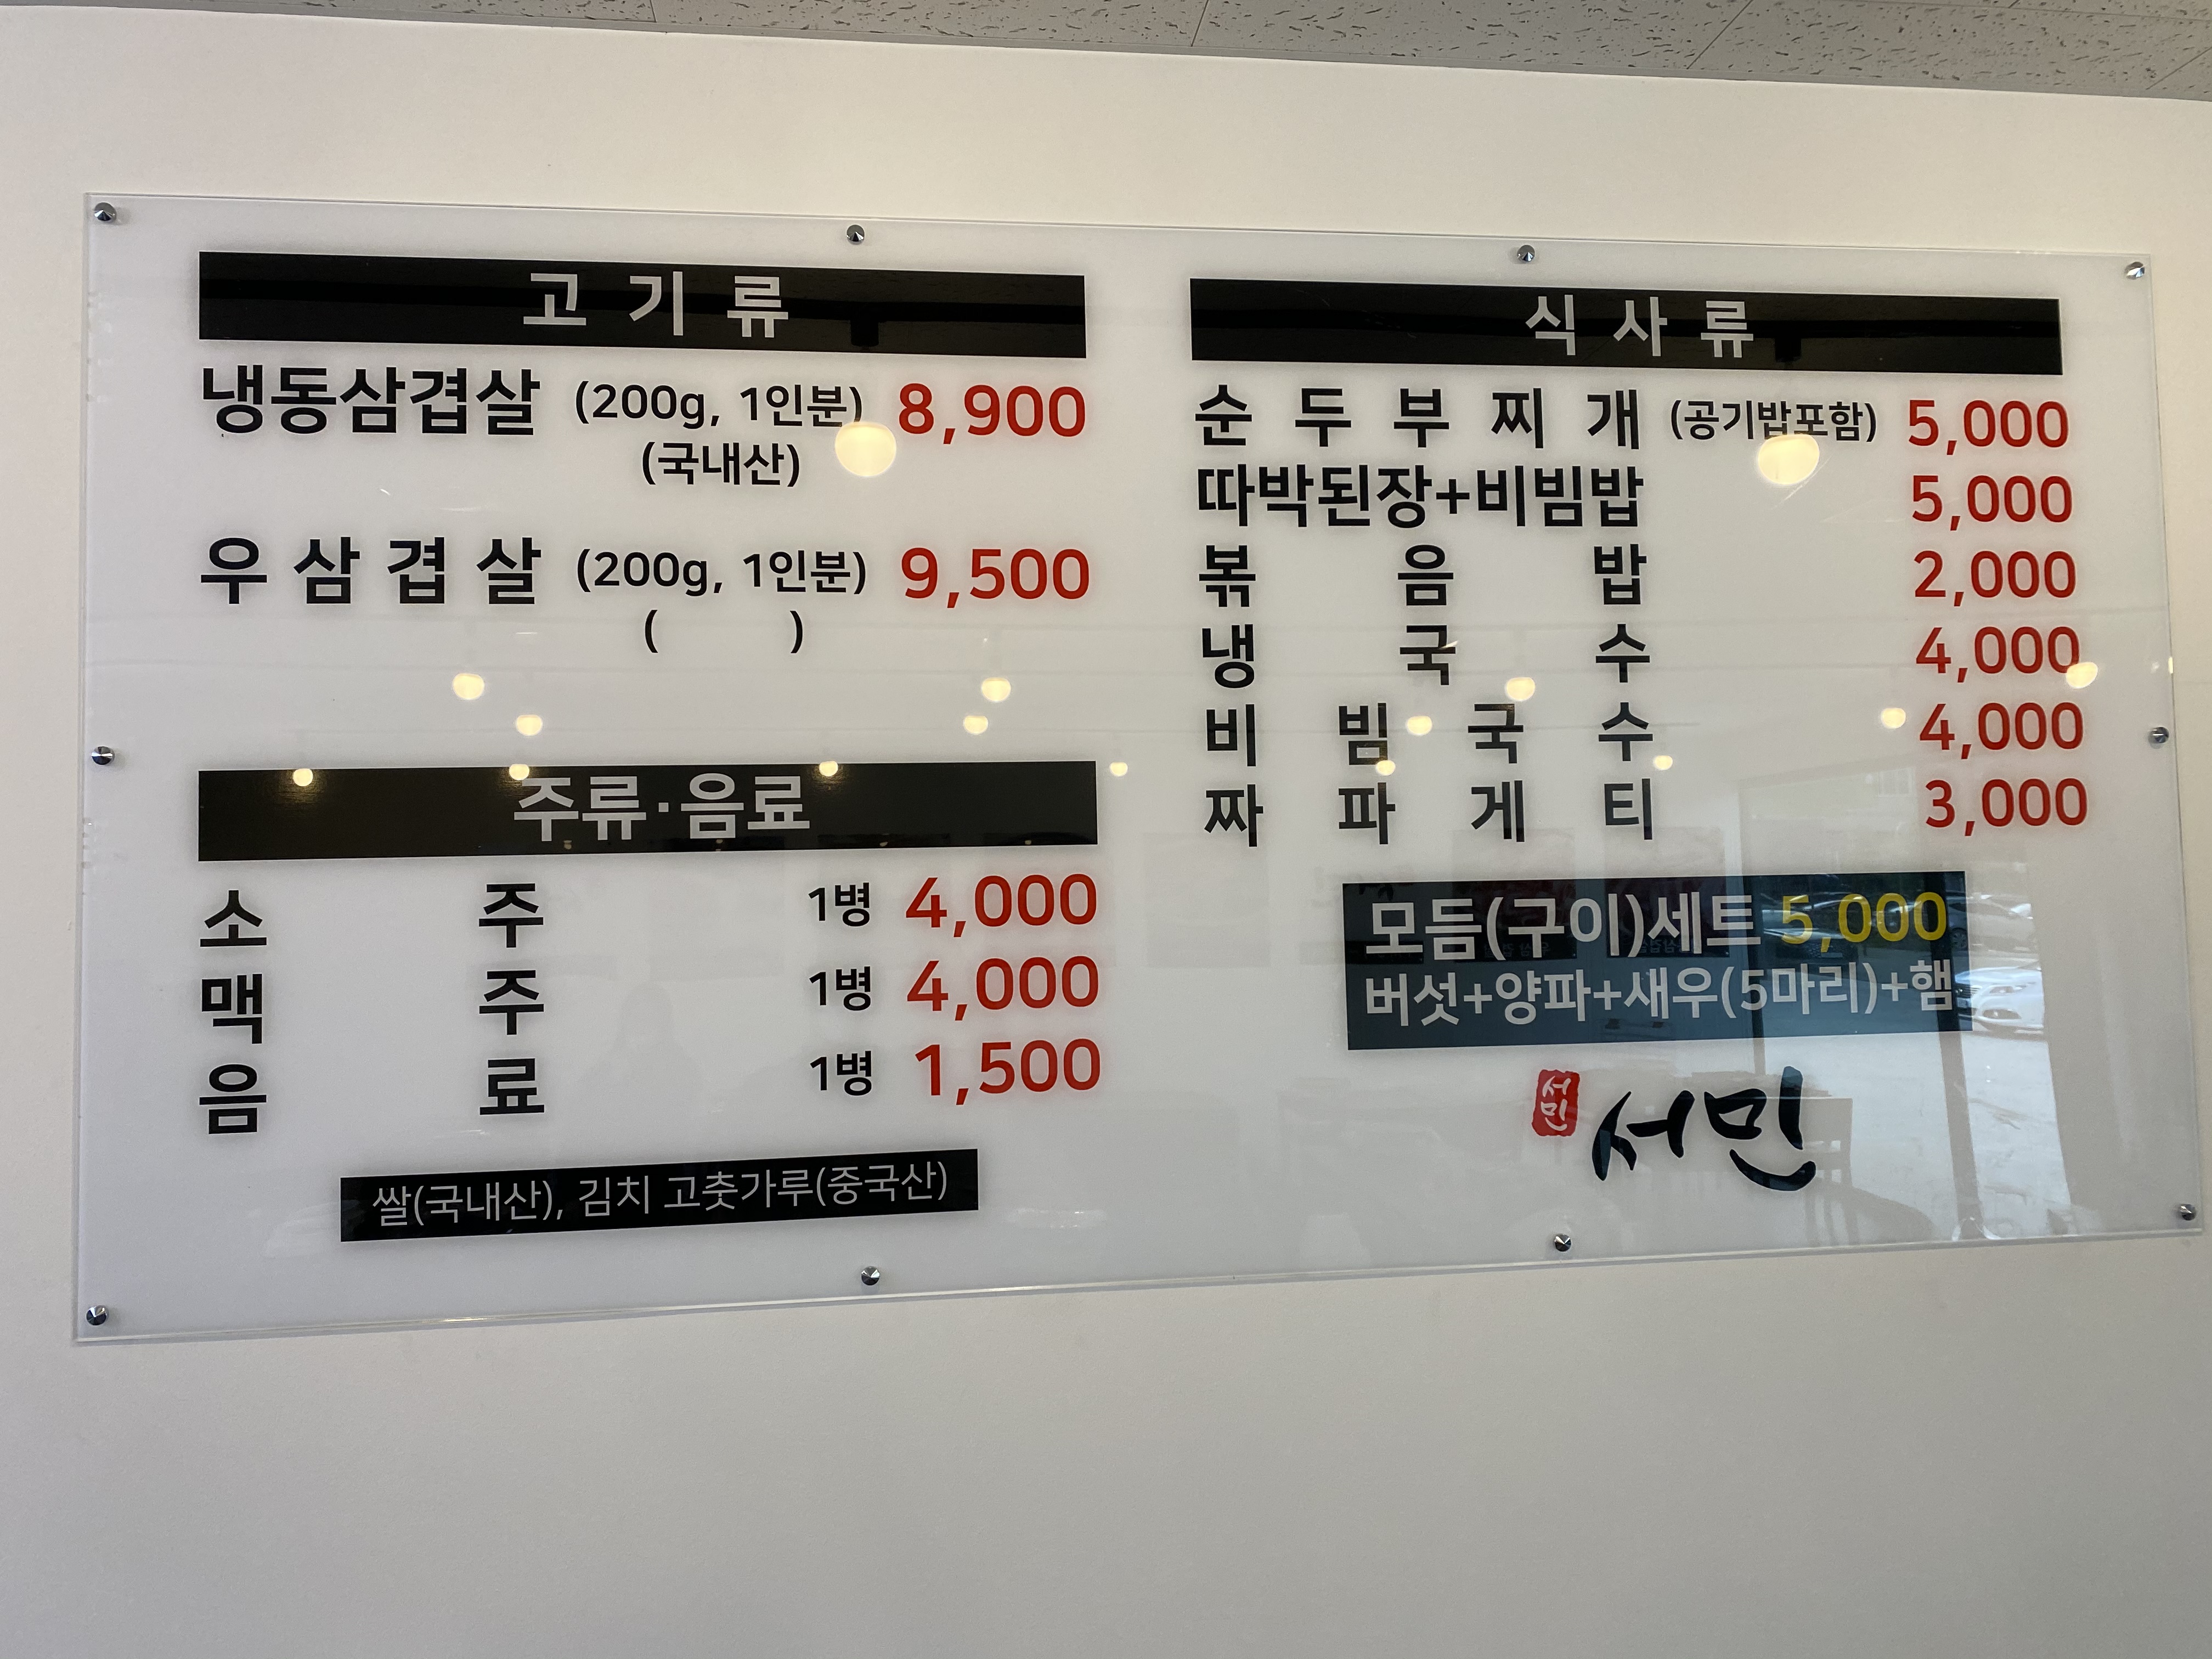 고기류
냉동삼겹살 (200g, 1인분) 8,900
(국내산)
우삼겹살 (200g, 1인분) 9,500
( )
주류·음료
소주 1병 4,000
맥주 1병 4,000
음료 1병 1,500
쌀(국내산), 김치 고춧가루(중국산)
식사류
순두부찌개 (공기밥포함) 5,000
따박된장+비빔밥 5,000
볶음밥 2,000
냉국수 4,000
비빔국수 4,000
짜파게티 3,000
모듬(구이)세트 5,000
버섯+양파+새우(5마리)+햄
서민
서민